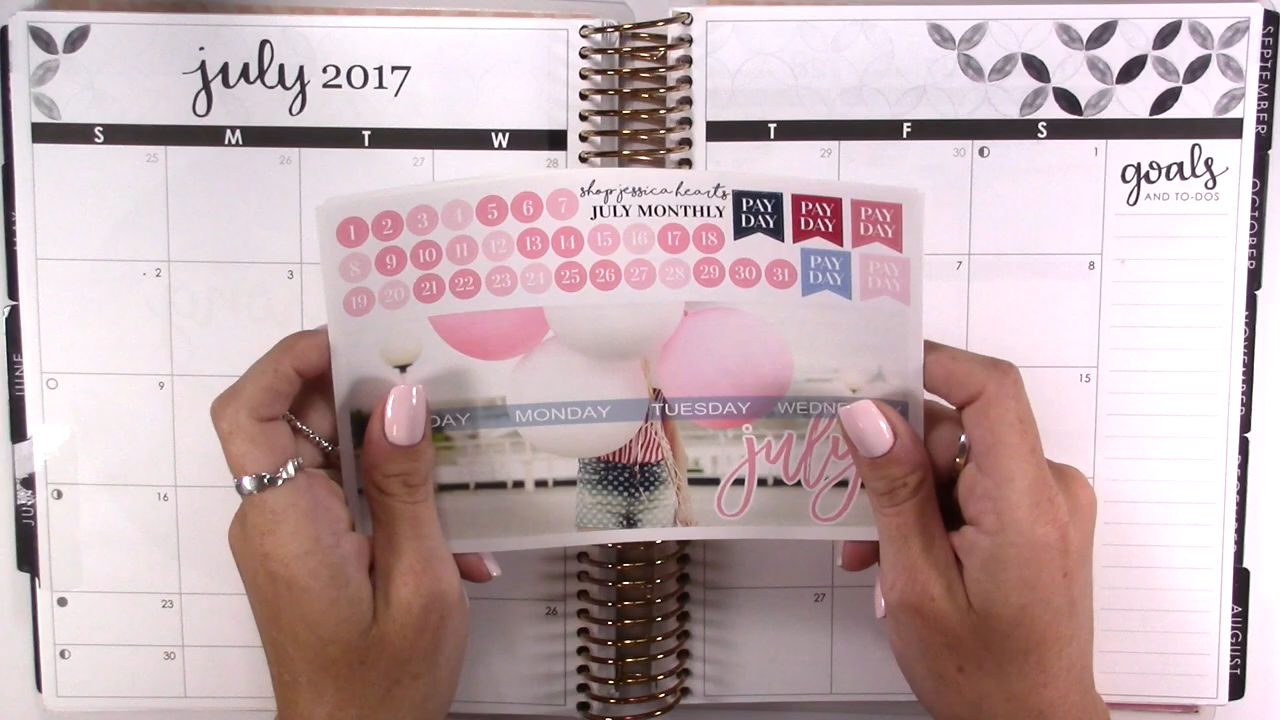 july 2017
S M T W
T F S
25 26 27 28
29 30 1
goals
AND TO-DOS
2 3
7 8
9
15
16
23
26
27
30
shop jessica hearts
JULY MONTHLY
1 2 3 4 5 6 7
8 9 10 11 12 13 14 15 16 17 18
19 20 21 22 23 24 25 26 27 28 29 30 31
PAY DAY
PAY DAY
PAY DAY
PAY DAY
PAY DAY
MONDAY TUESDAY
july
JUNE
SEPTEMBER
OCTOBER
AUGUST